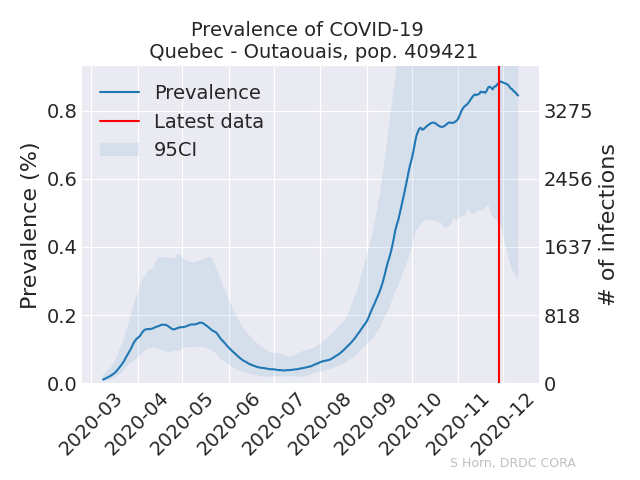 Prevalence of COVID-19
Quebec - Outaouais, pop. 409421
Prevalence
Latest data
95CI
Prevalence (%)
0.8
0.6
0.4
0.2
0.0
3275
2456
1637
818
0
# of infections
2020-03
2020-04
2020-05
2020-06
2020-07
2020-08
2020-09
2020-10
2020-11
2020-12
S Horn, DRDC CORA